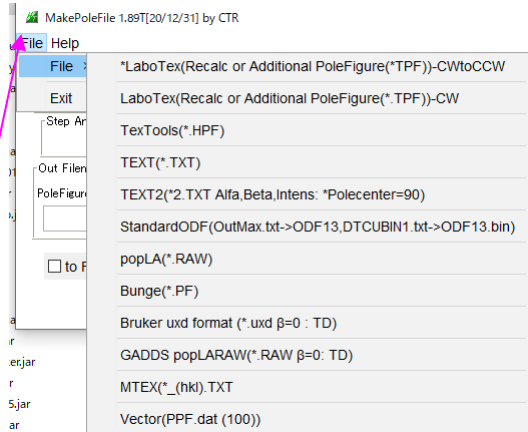 MakePoleFile 1.89T[20/12/31] by CTR
File Help
File >
*LaboTex(Recalc or Additional PoleFigure(*TPF))-CWtoCCW
Exit
LaboTex(Recalc or Additional PoleFigure(*.TPF))-CW
Step
TexTools(*.HPF)
TEXT(*.TXT)
Out
TEXT2(*2.TXT Alfa,Beta,Intens: *Polecenter=90)
StandardODF(OutMax.txt->ODF13,DTCUBIN1.txt->ODF13.bin)
to
popLA(*.RAW)
Bunge(*.PF)
Bruker uxd format (*.uxd β=0 : TD)
GADDS popLARAW(*.RAW β=0: TD)
MTEX(*_(hkl).TXT
Vector(PPF.dat (100))